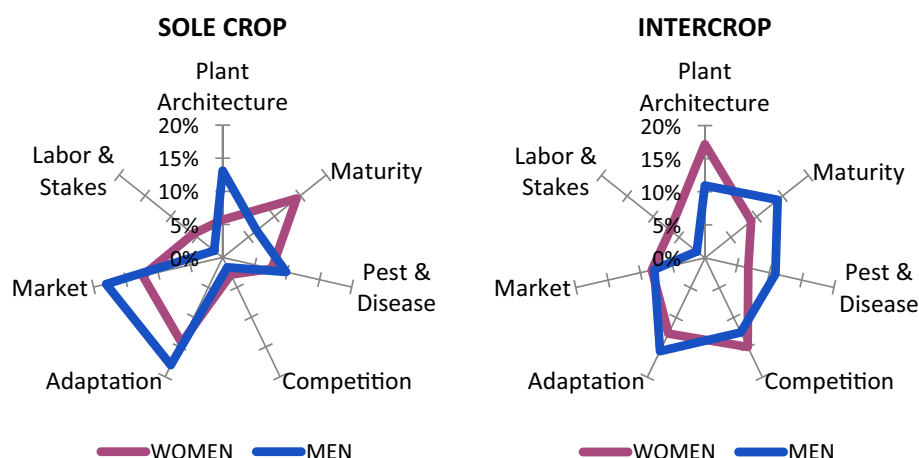 SOLE CROP
Plant
Architecture
20%
15%
10%
5%
0%
Labor &
Stakes
Maturity
Pest &
Disease
Market
Adaptation
Competition
WOMEN
MEN
INTERCROP
Plant
Architecture
20%
15%
10%
5%
0%
Labor &
Stakes
Maturity
Pest &
Disease
Market
Adaptation
Competition
WOMEN
MEN